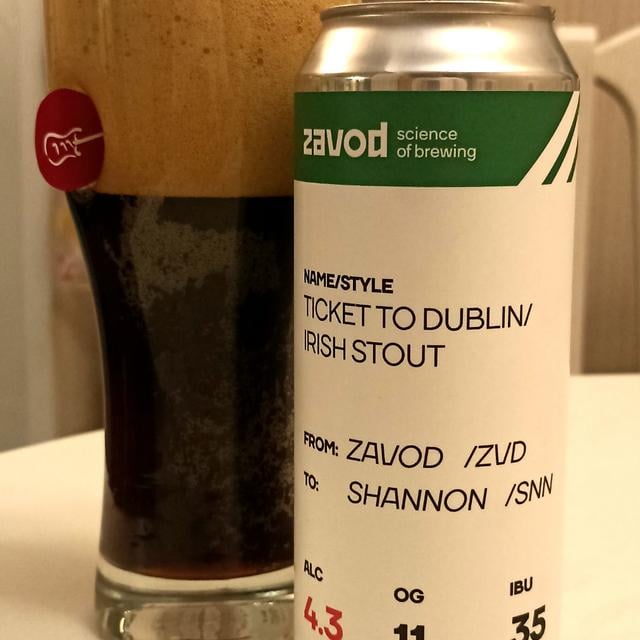 zavod science
of brewing
NAME/STYLE
TICKET TO DUBLIN/
IRISH STOUT
FROM: ZAVOD /ZVD
TO: SHANNON /SNN
ALC OG IBU
4.3 11 35